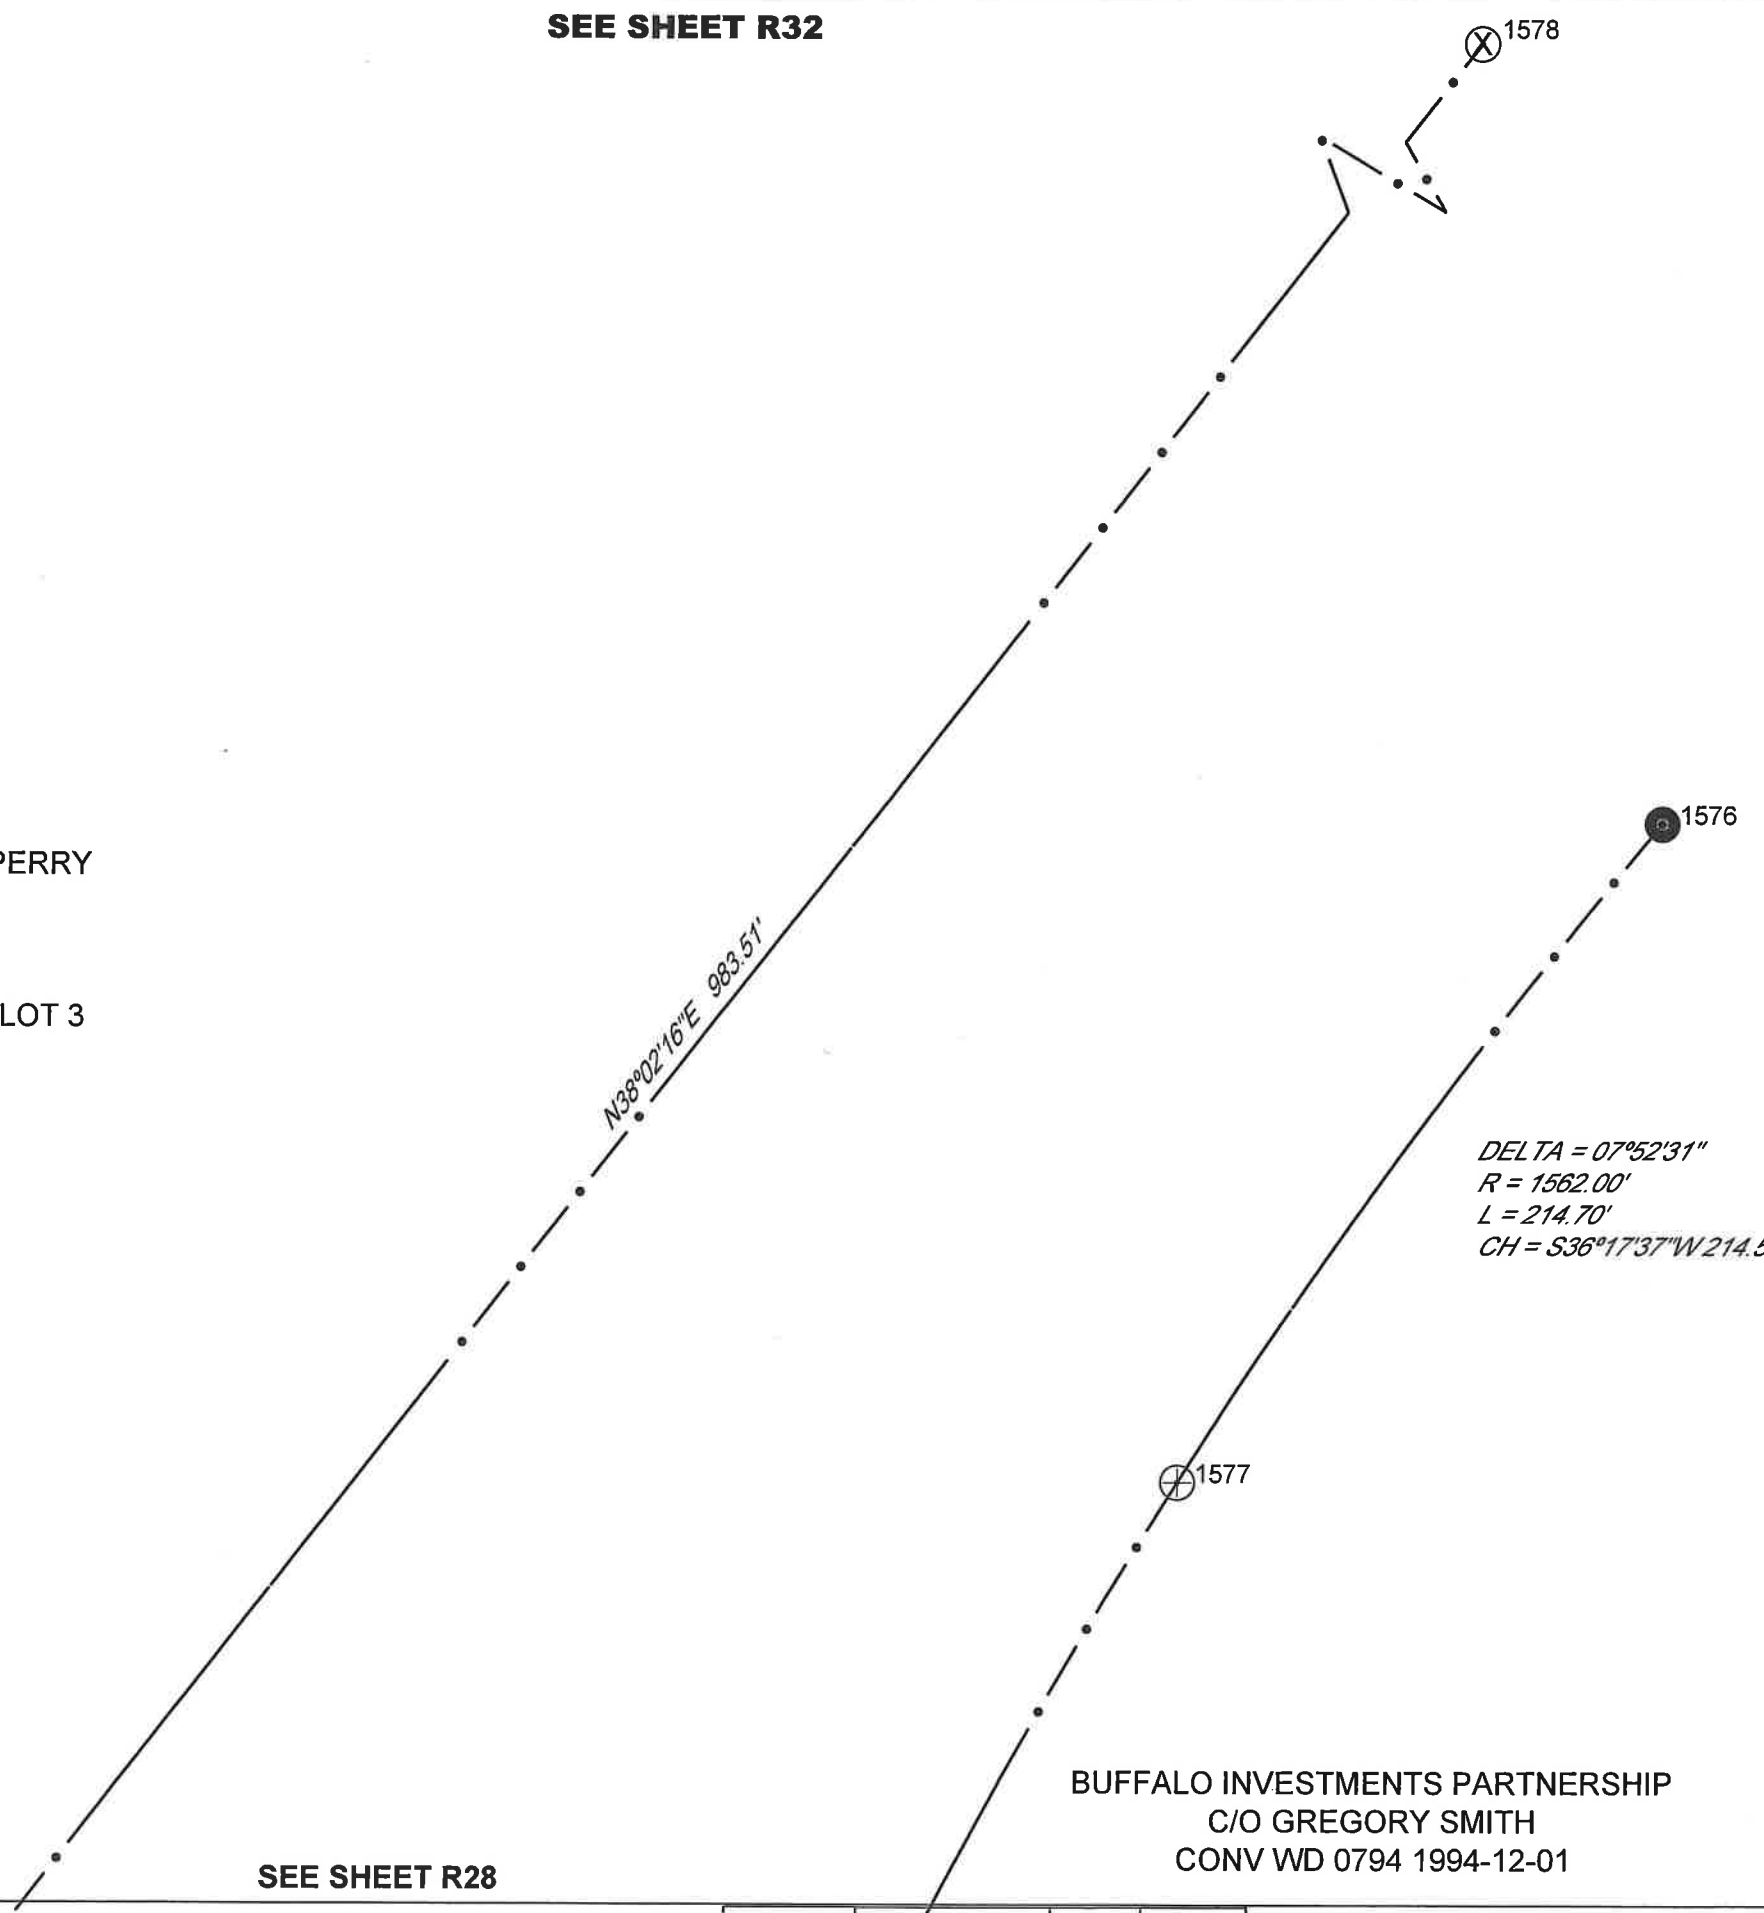 SEE SHEET R32
1578
1576
PERRY
LOT 3
N38°02'16"E 983.51'
DELTA = 07°52'31"
R = 1562.00'
L = 214.70'
CH = S36°17'37"W 214.5
1577
BUFFALO INVESTMENTS PARTNERSHIP
C/O GREGORY SMITH
CONV WD 0794 1994-12-01
SEE SHEET R28